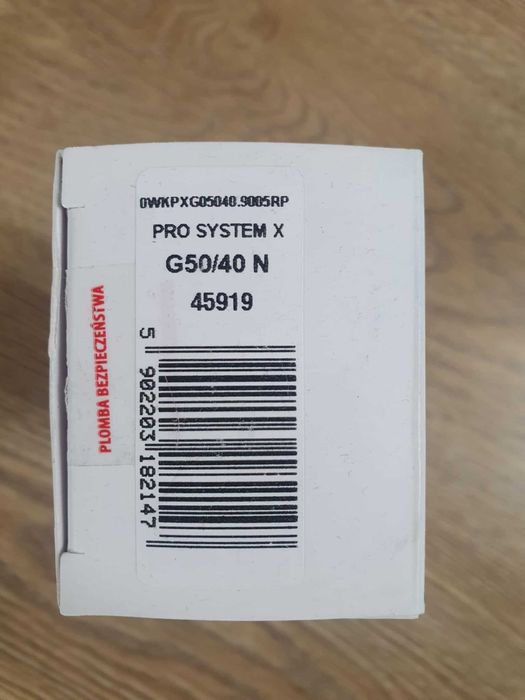 0WKPXG05040.9005RP
PRO SYSTEM X
G50/40 N
45919
5 902203 182147
PLOMBA BEZPIECZEŃSTWA